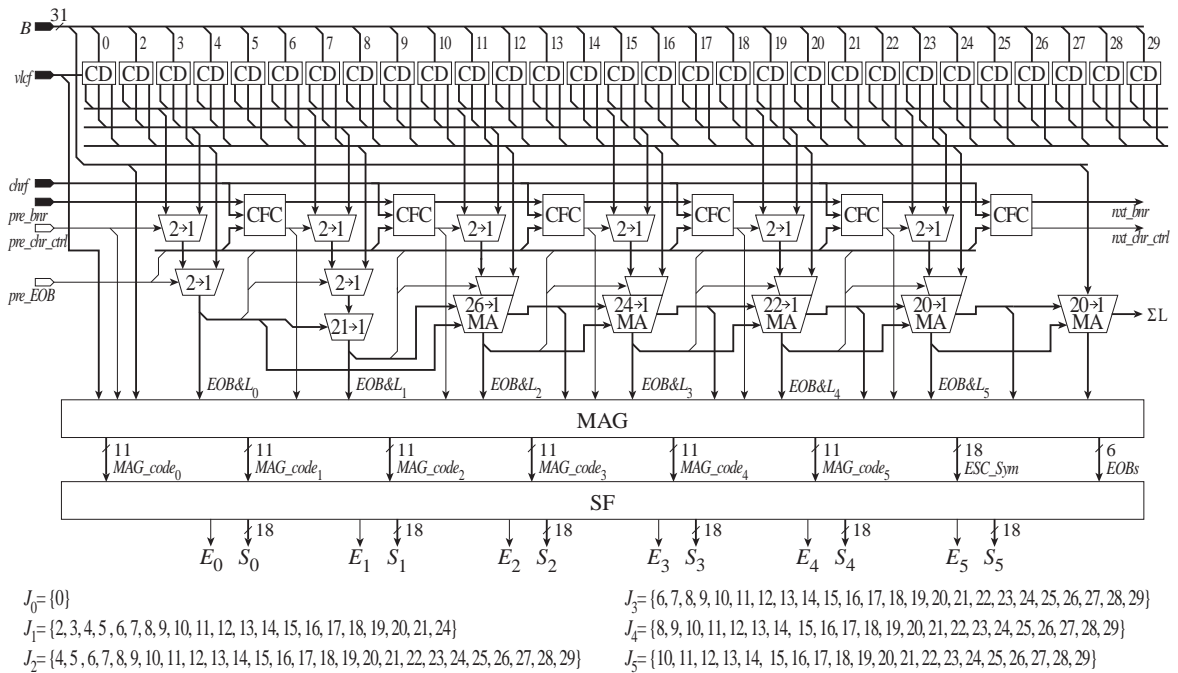 B 31
0 2 3 4 5 6 7 8 9 10 11 12 13 14 15 16 17 18 19 20 21 22 23 24 25 26 27 28 29
vlcf CD CD CD CD CD CD CD CD CD CD CD CD CD CD CD CD CD CD CD CD CD CD CD CD CD CD CD CD CD
chrf
pre_bnr CFC CFC CFC CFC CFC CFC nxt_bnr
pre_chr_ctrl 2→1 2→1 2→1 2→1 2→1 2→1 nxt_chr_ctrl
pre_EOB 2→1 2→1
21→1 26→1 MA 24→1 MA 22→1 MA 20→1 MA 20→1 MA ΣL
EOB&L0 EOB&L1 EOB&L2 EOB&L3 EOB&L4 EOB&L5
MAG
11 11 11 11 11 11 18 6
MAG_code0 MAG_code1 MAG_code2 MAG_code3 MAG_code4 MAG_code5 ESC_Sym EOBs
SF
18 18 18 18 18 18
E0 S0 E1 S1 E2 S2 E3 S3 E4 S4 E5 S5
J0= {0}
J1= {2, 3, 4, 5 , 6, 7, 8, 9, 10, 11, 12, 13, 14, 15, 16, 17, 18, 19, 20, 21, 24}
J2= {4, 5 , 6, 7, 8, 9, 10, 11, 12, 13, 14, 15, 16, 17, 18, 19, 20, 21, 22, 23, 24, 25, 26, 27, 28, 29}
J3= {6, 7, 8, 9, 10, 11, 12, 13, 14, 15, 16, 17, 18, 19, 20, 21, 22, 23, 24, 25, 26, 27, 28, 29}
J4= {8, 9, 10, 11, 12, 13, 14, 15, 16, 17, 18, 19, 20, 21, 22, 23, 24, 25, 26, 27, 28, 29}
J5= {10, 11, 12, 13, 14, 15, 16, 17, 18, 19, 20, 21, 22, 23, 24, 25, 26, 27, 28, 29}